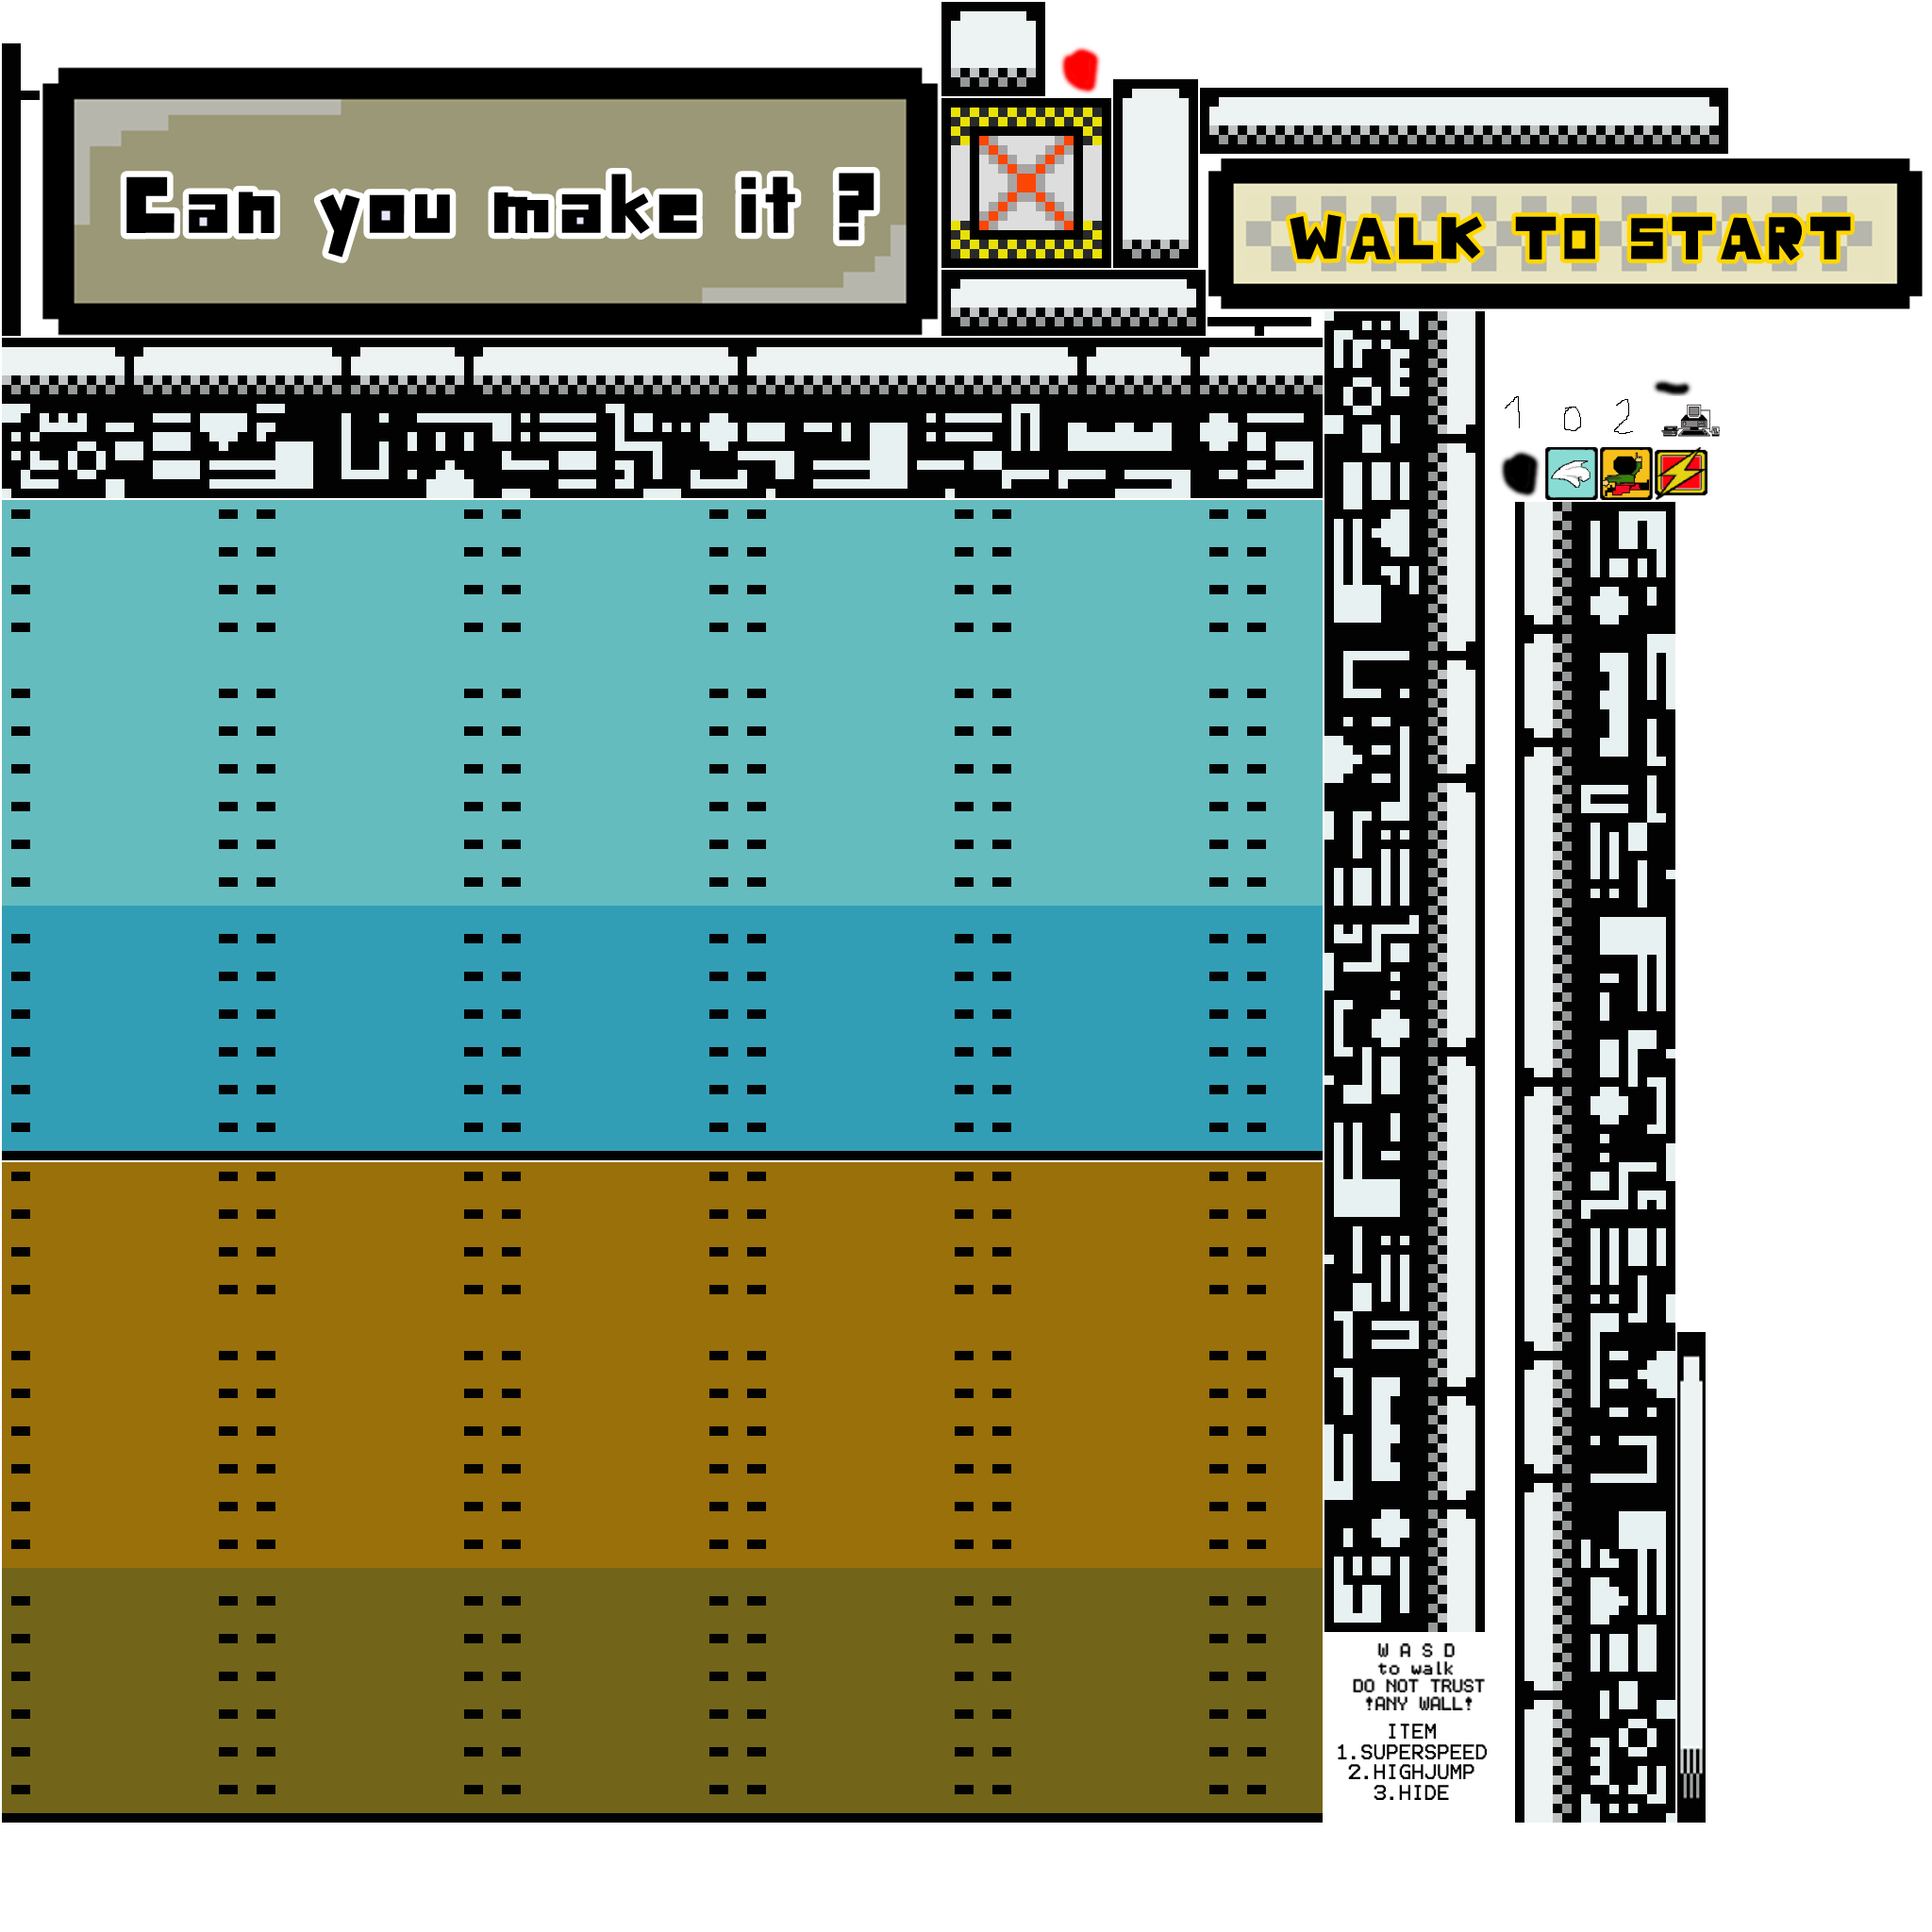 Can you make it ?
WALK TO START
1 0 2
W A S D
to walk
DO NOT TRUST
!ANY WALL!
ITEM
1.SUPERSPEED
2.HIGHJUMP
3.HIDE